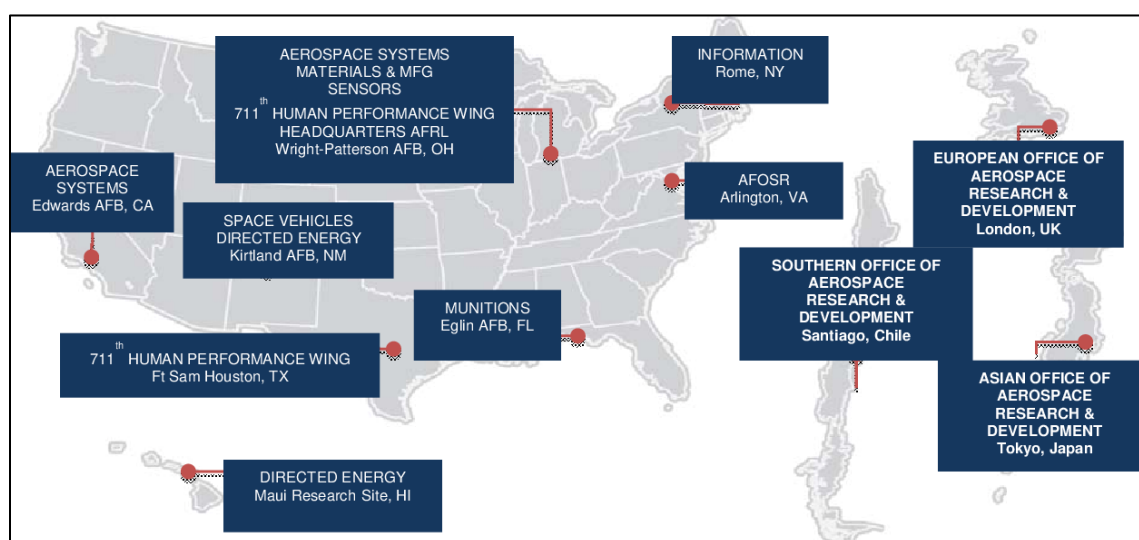 AEROSPACE SYSTEMS
MATERIALS & MFG
SENSORS
711th HUMAN PERFORMANCE WING
HEADQUARTERS AFRL
Wright-Patterson AFB, OH
INFORMATION
Rome, NY
EUROPEAN OFFICE OF
AEROSPACE
RESEARCH &
DEVELOPMENT
London, UK
AEROSPACE
SYSTEMS
Edwards AFB, CA
AFOSR
Arlington, VA
SPACE VEHICLES
DIRECTED ENERGY
Kirtland AFB, NM
SOUTHERN OFFICE OF
AEROSPACE
RESEARCH &
DEVELOPMENT
Santiago, Chile
MUNITIONS
Eglin AFB, FL
711th HUMAN PERFORMANCE WING
Ft Sam Houston, TX
ASIAN OFFICE OF
AEROSPACE
RESEARCH &
DEVELOPMENT
Tokyo, Japan
DIRECTED ENERGY
Maui Research Site, HI